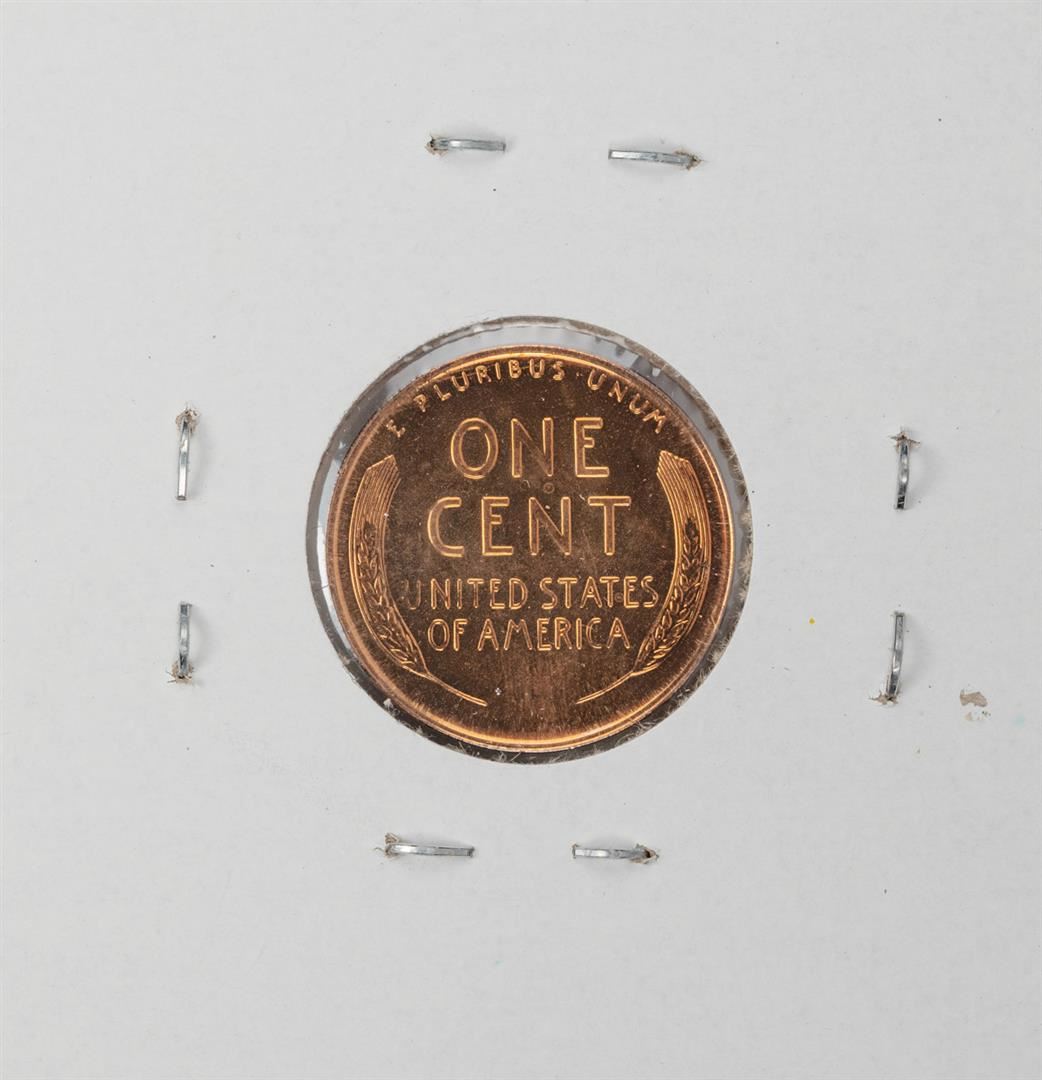 E PLURIBUS · UNUM
ONE
CENT
UNITED STATES
OF AMERICA